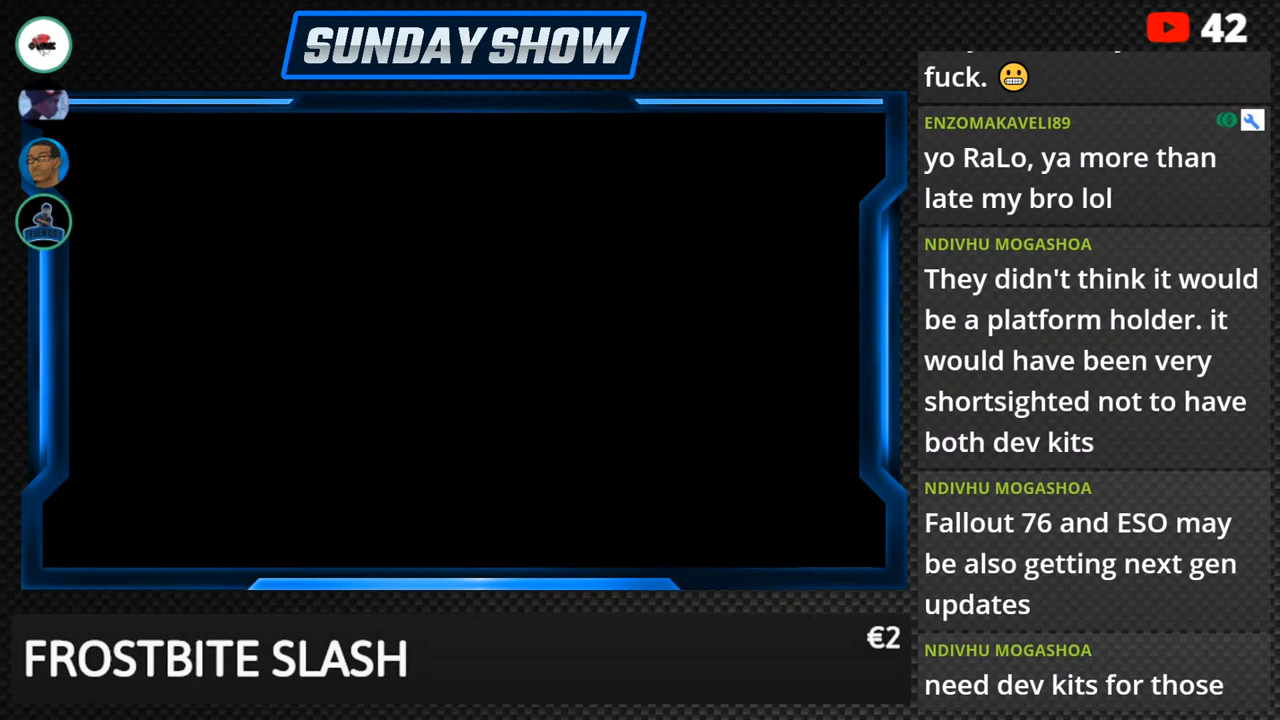 SUNDAY SHOW
42
fuck. 😬
ENZOMAKAVELI89
yo RaLo, ya more than
late my bro lol
NDIVHU MOGASHOA
They didn't think it would
be a platform holder. it
would have been very
shortsighted not to have
both dev kits
NDIVHU MOGASHOA
Fallout 76 and ESO may
be also getting next gen
updates
NDIVHU MOGASHOA
need dev kits for those
FROSTBITE SLASH
€2